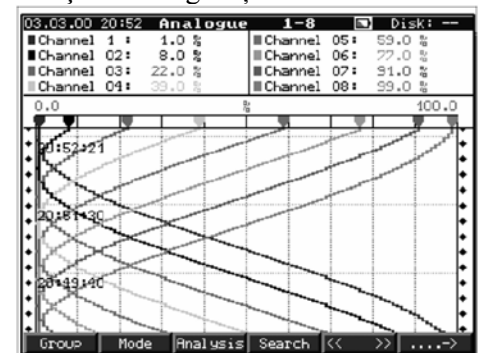 03.03.00 20:52 Analogue 1-8 Disk: --
Channel 1 : 1.0 % Channel 05: 59.0 %
Channel 02: 8.0 % Channel 06: 77.0 %
Channel 03: 22.0 % Channel 07: 91.0 %
Channel 04: 39.0 % Channel 08: 99.0 %
0.0 % 100.0
20:52:21
20:51:30
20:49:40
Group Mode Analysis Search << >> ....->